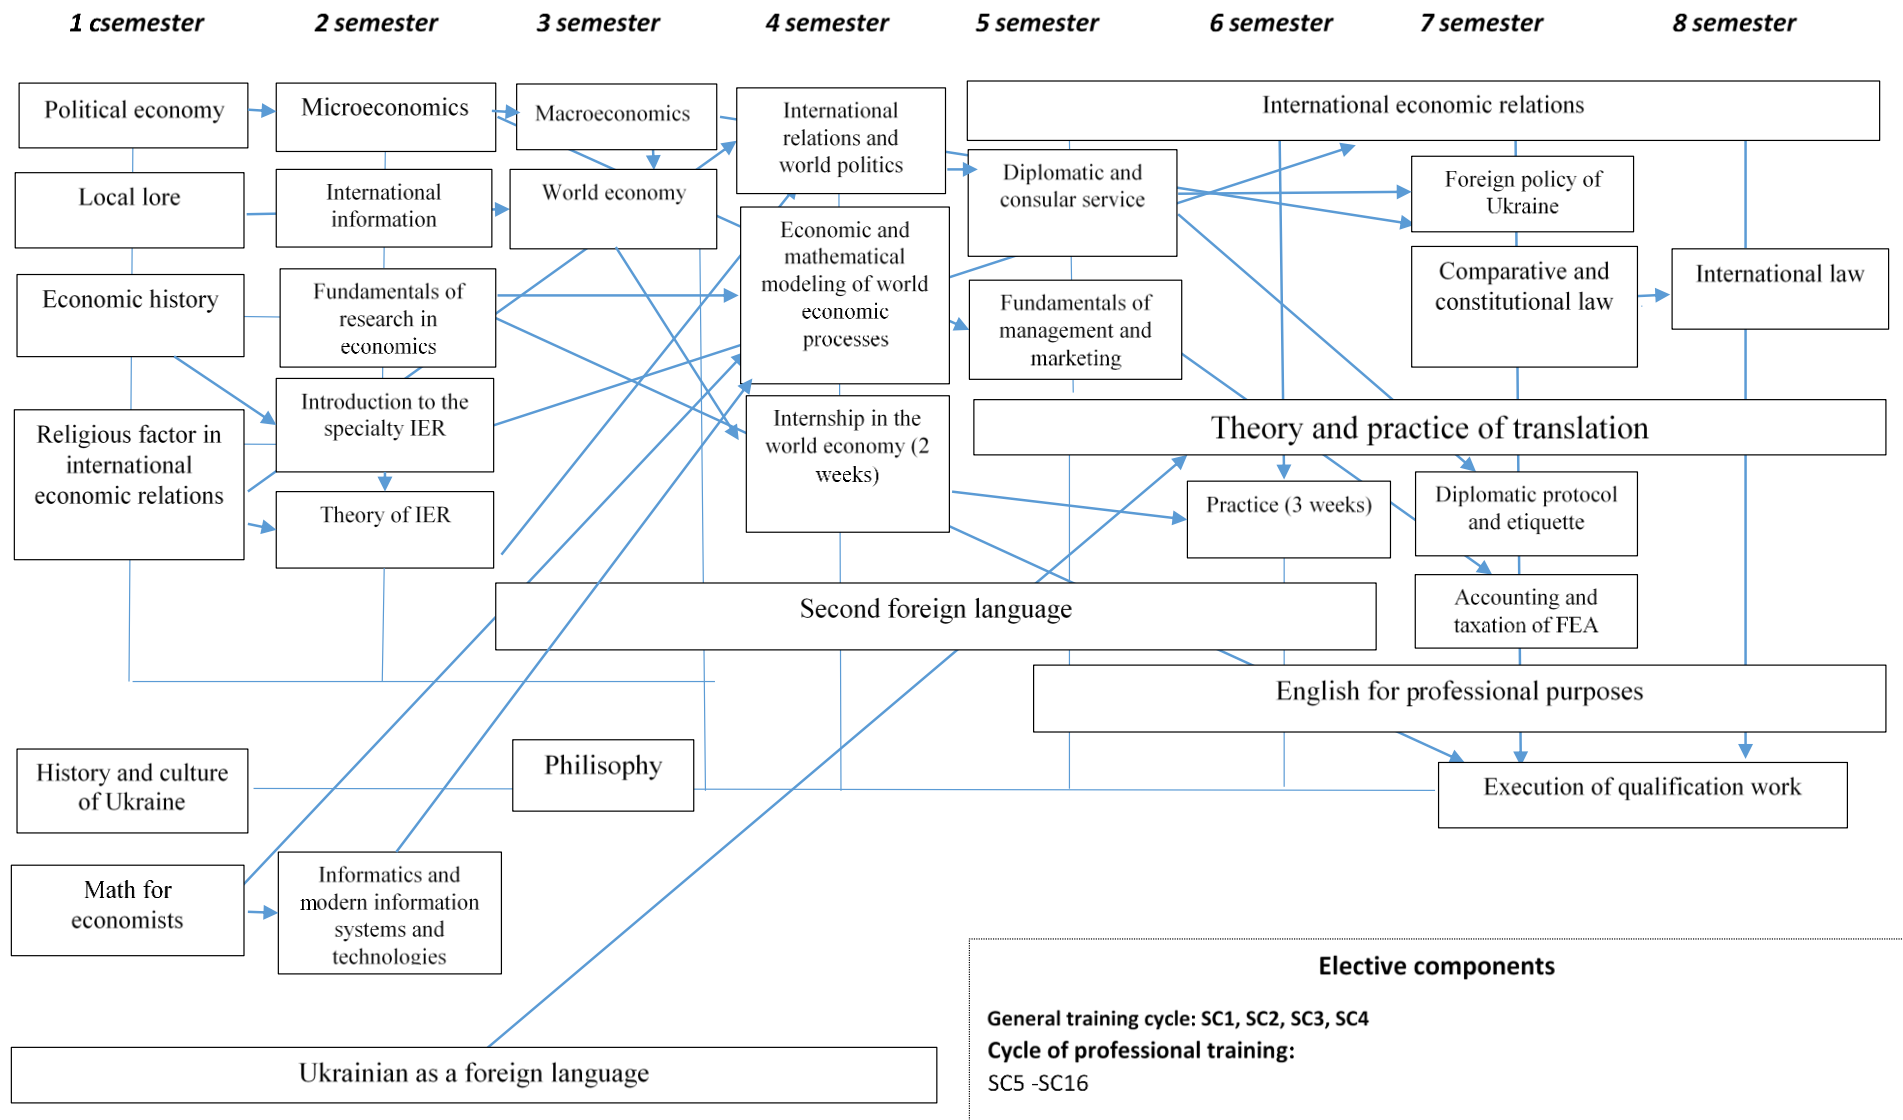 1 csemester
2 semester
3 semester
4 semester
5 semester
6 semester
7 semester
8 semester
Political economy
Local lore
Economic history
Religious factor in
international
economic relations
History and culture
of Ukraine
Math for
economists
Microeconomics
International
information
Fundamentals of
research in
economics
Introduction to the
specialty IER
Theory of IER
Informatics and
modern information
systems and
technologies
Macroeconomics
World economy
Philisophy
International
relations and
world politics
Economic and
mathematical
modeling of world
economic
processes
Internship in the
world economy (2
weeks)
International economic relations
Diplomatic and
consular service
Fundamentals of
management and
marketing
Foreign policy of
Ukraine
Comparative and
constitutional law
International law
Theory and practice of translation
Practice (3 weeks)
Diplomatic protocol
and etiquette
Accounting and
taxation of FEA
Second foreign language
English for professional purposes
Execution of qualification work
Ukrainian as a foreign language
Elective components
General training cycle: SC1, SC2, SC3, SC4
Cycle of professional training:
SC5 -SC16